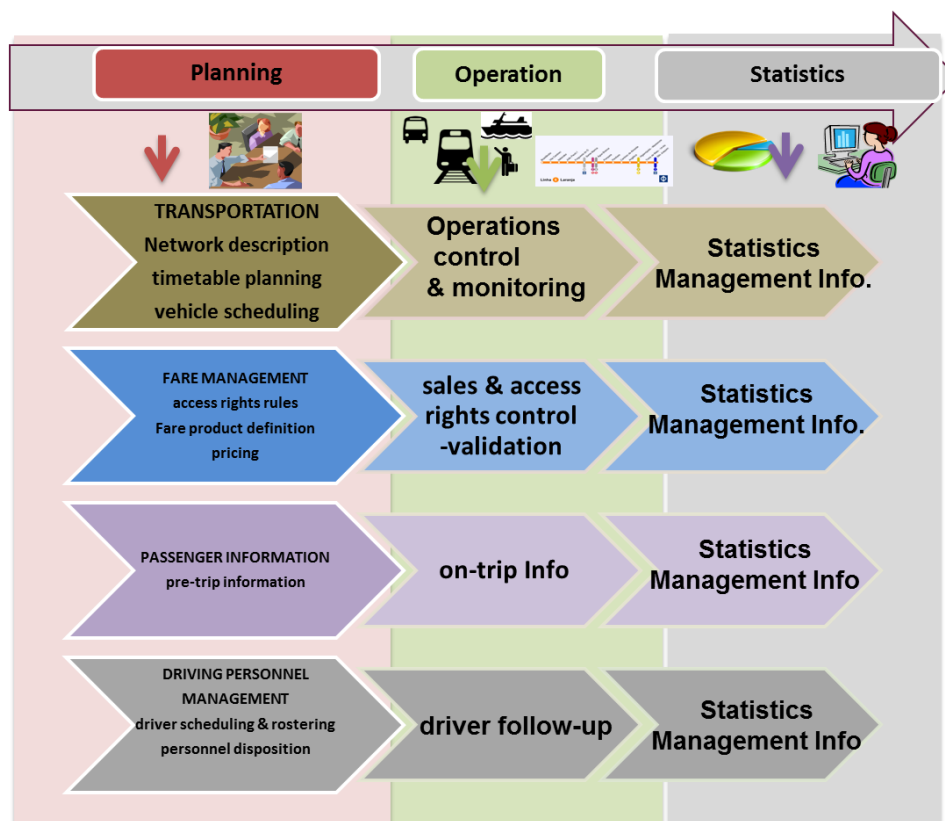 Planning
Operation
Statistics
TRANSPORTATION
Network description
timetable planning
vehicle scheduling
Operations
control
& monitoring
Statistics
Management Info.
FARE MANAGEMENT
access rights rules
Fare product definition
pricing
sales & access
rights control
-validation
Statistics
Management Info.
PASSENGER INFORMATION
pre-trip information
on-trip Info
Statistics
Management Info
DRIVING PERSONNEL
MANAGEMENT
driver scheduling & rostering
personnel disposition
driver follow-up
Statistics
Management Info